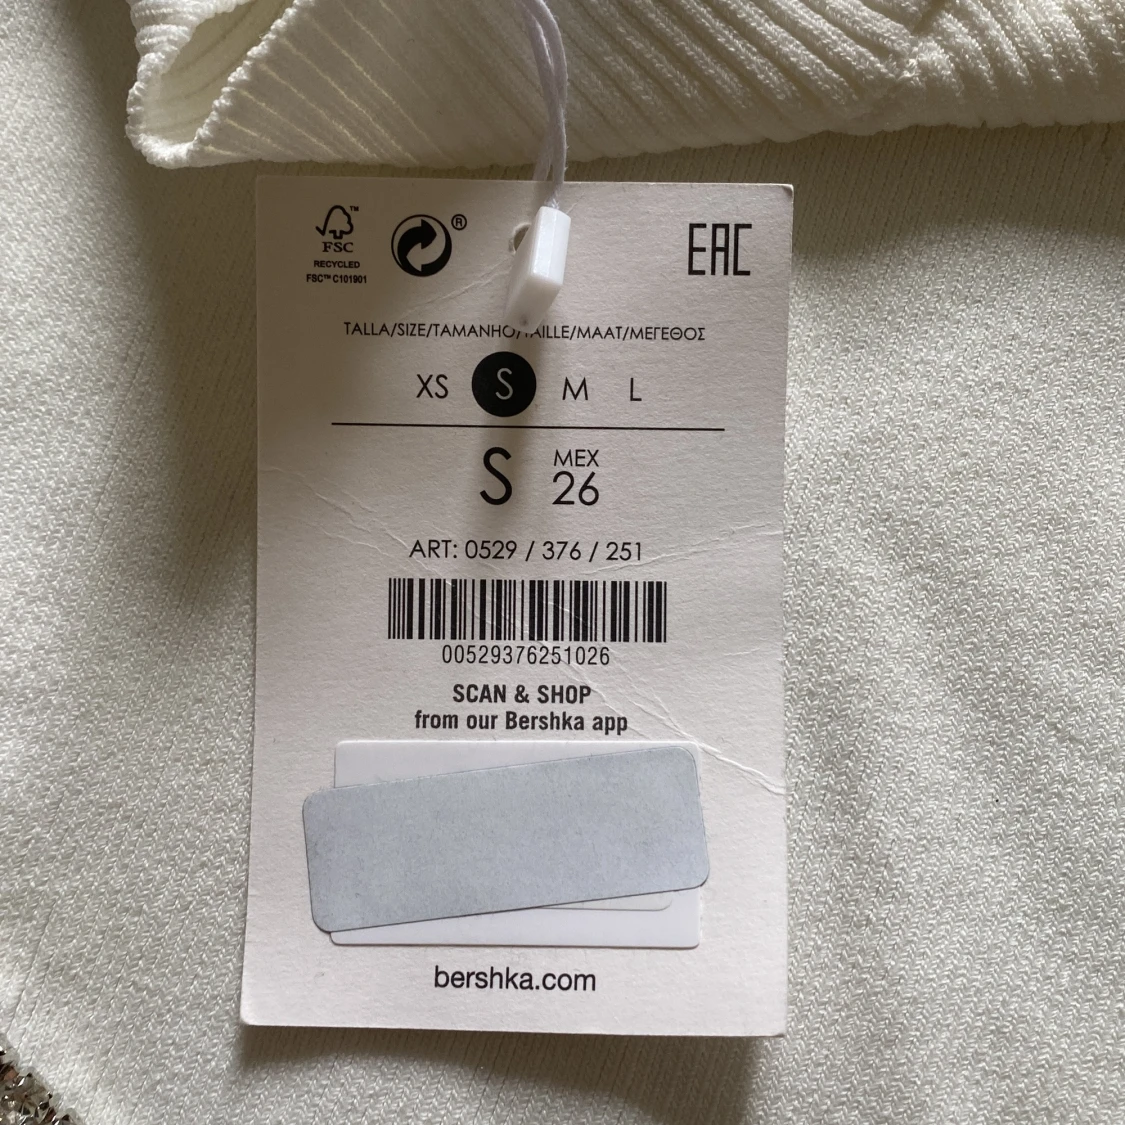 FSC™
RECYCLED
FSC™ C101901
®
EAC
TALLA/SIZE/TAMANHO/TAILLE/MAAT/ΜΕΓΕΘΟΣ
XS S M L
S MEX 26
ART: 0529 / 376 / 251
00529376251026
SCAN & SHOP
from our Bershka app
bershka.com